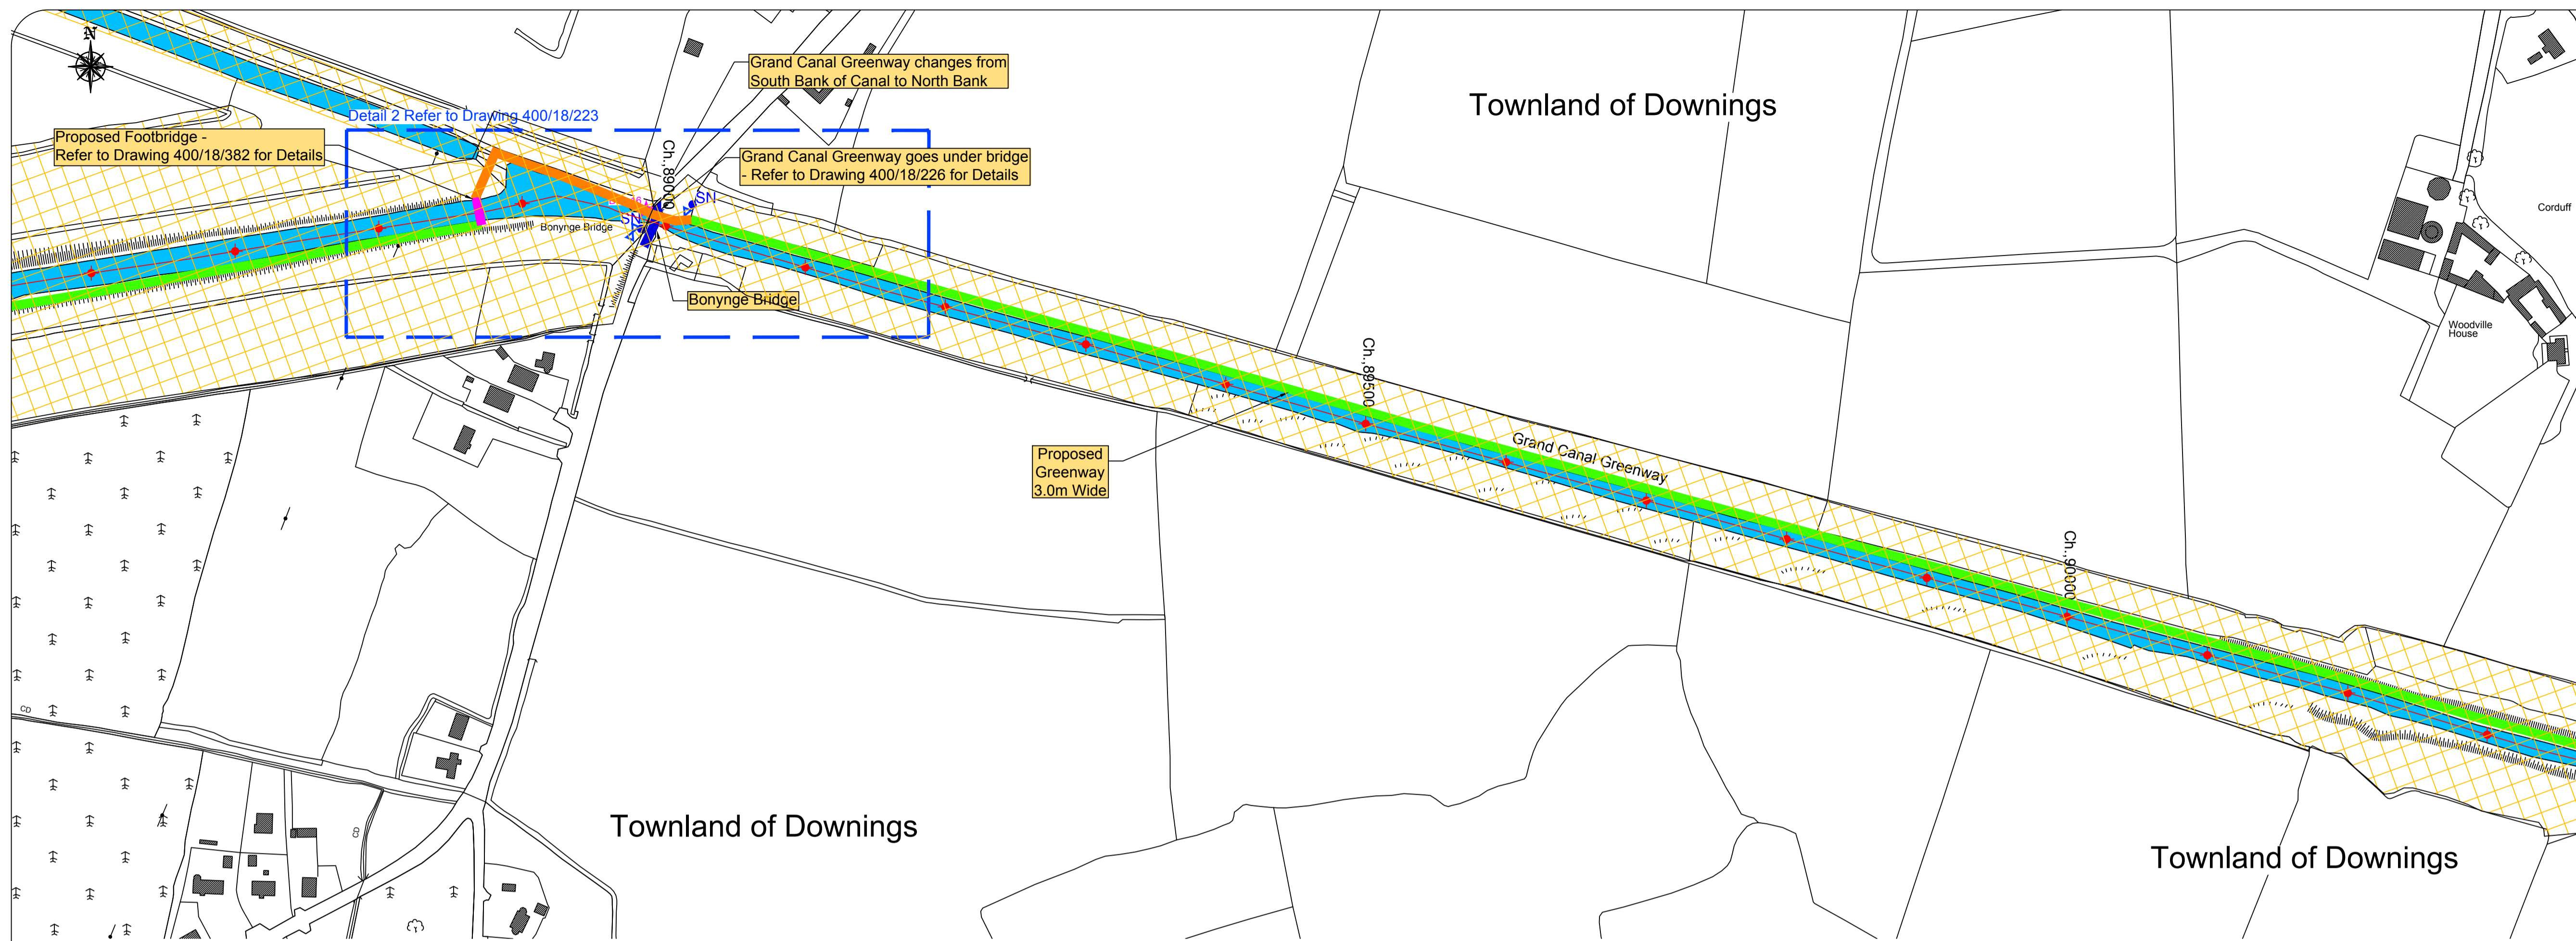 N
Grand Canal Greenway changes from
South Bank of Canal to North Bank
Townland of Downings
Detail 2 Refer to Drawing 400/18/223
Proposed Footbridge -
Refer to Drawing 400/18/382 for Details
Ch.,89000
Grand Canal Greenway goes under bridge
- Refer to Drawing 400/18/226 for Details
SN
SN
Bonynge Bridge
Corduff
Bonynge Bridge
Woodville
House
Ch.,89500
Proposed
Greenway
3.0m Wide
Grand Canal Greenway
Ch.,90000
CD
CD
Townland of Downings
Townland of Downings